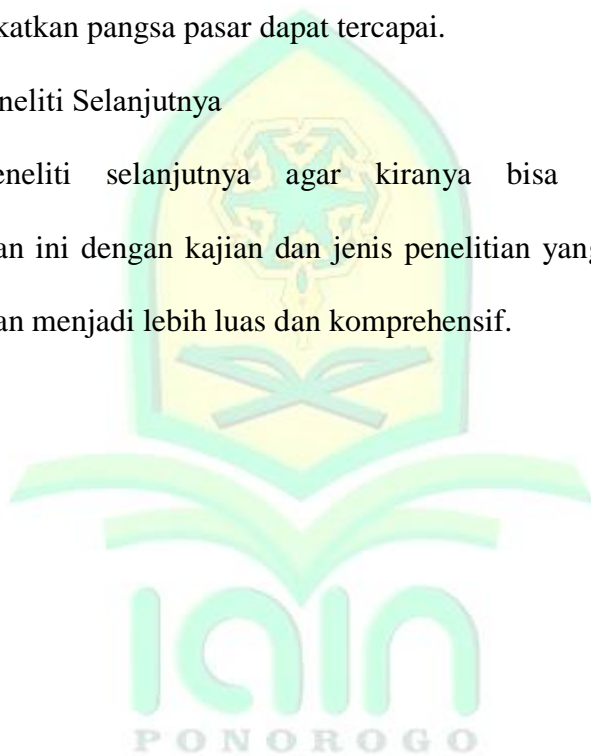 katkan pangsa pasar dapat tercapai.
neliti Selanjutnya
eneliti selanjutnya agar kiranya bisa
an ini dengan kajian dan jenis penelitian yang
an menjadi lebih luas dan komprehensif.
iain
PONOROGO